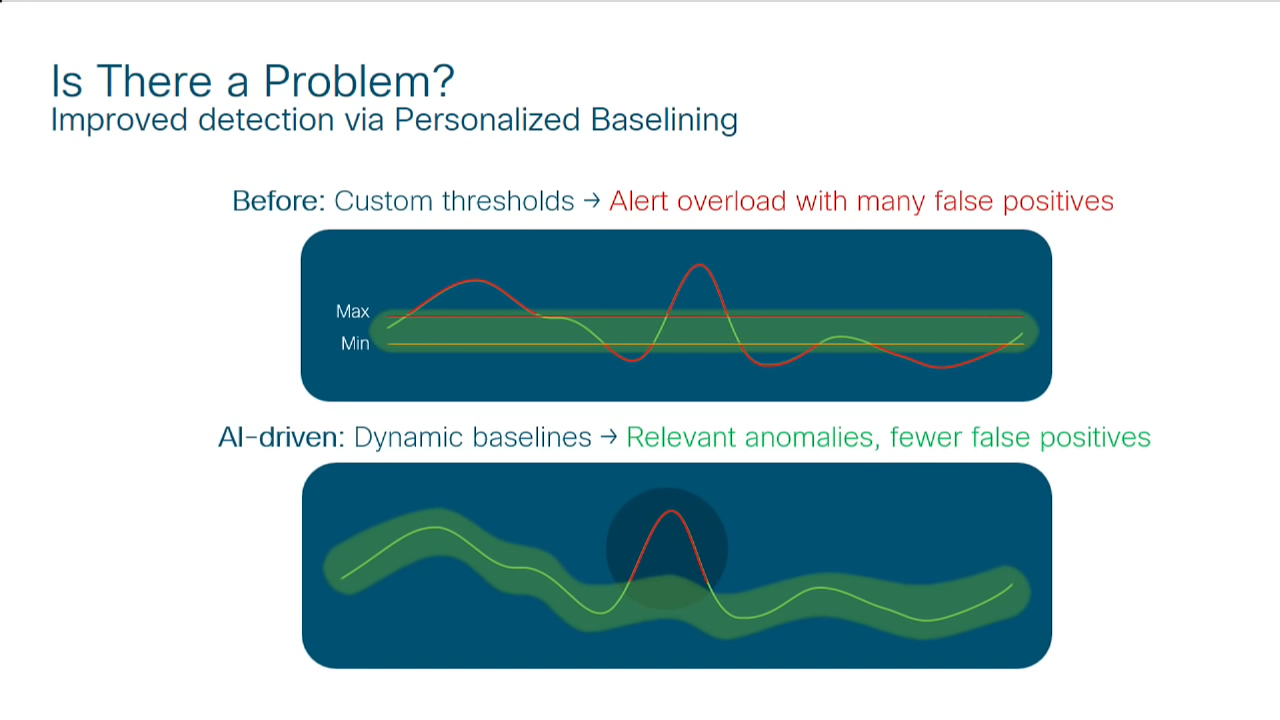 Is There a Problem?
Improved detection via Personalized Baselining
Before: Custom thresholds → Alert overload with many false positives
Max
Min
AI-driven: Dynamic baselines → Relevant anomalies, fewer false positives